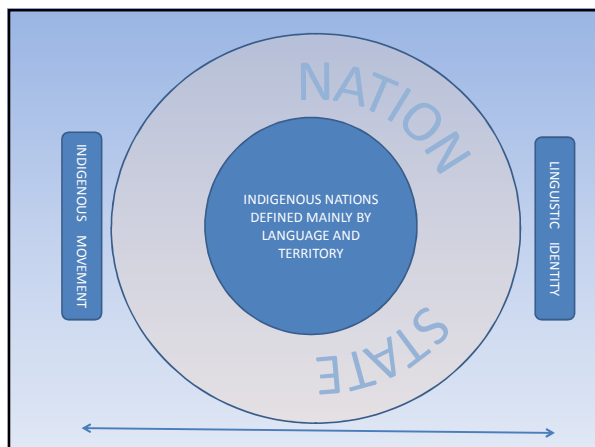 NATION
INDIGENOUS MOVEMENT
INDIGENOUS NATIONS
DEFINED MAINLY BY
LANGUAGE AND
TERRITORY
LINGUISTIC IDENTITY
STATE